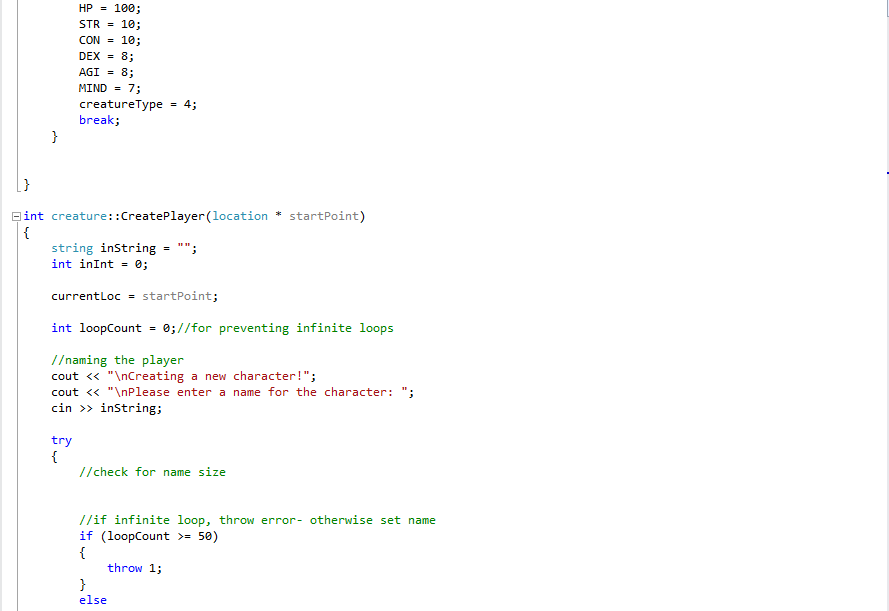 HP = 100;
STR = 10;
CON = 10;
DEX = 8;
AGI = 8;
MIND = 7;
creatureType = 4;
break;
}
}
int creature::CreatePlayer(location * startPoint)
{
string inString = "";
int inInt = 0;
currentLoc = startPoint;
int loopCount = 0;//for preventing infinite loops
//naming the player
cout << "\nCreating a new character!";
cout << "\nPlease enter a name for the character: ";
cin >> inString;
try
{
//check for name size
//if infinite loop, throw error- otherwise set name
if (loopCount >= 50)
{
throw 1;
}
else